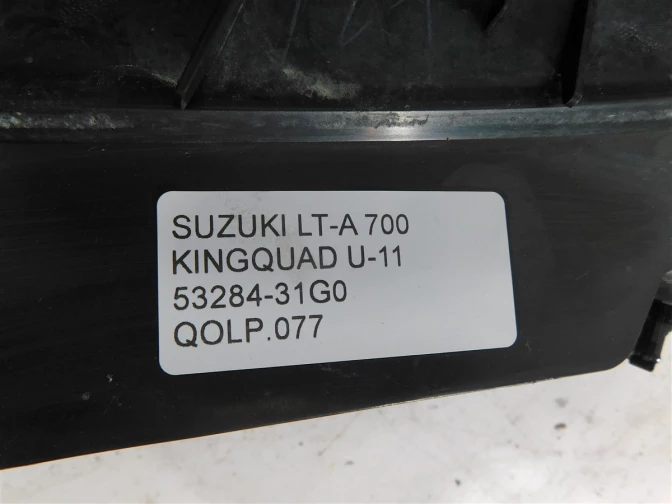 SUZUKI LT-A 700
KINGQUAD U-11
53284-31G0
QOLP.077